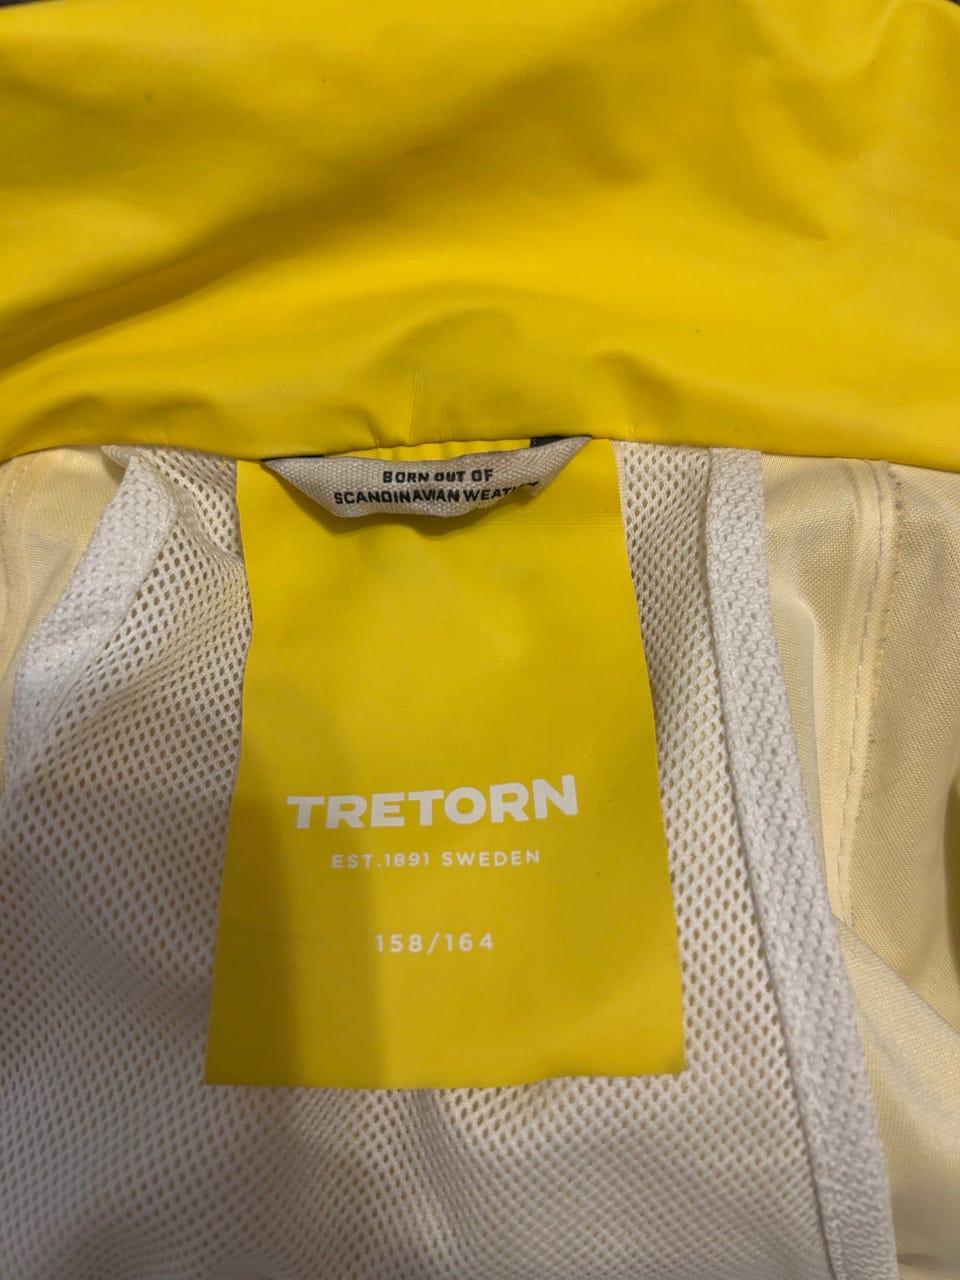 BORN OUT OF
SCANDINAVIAN
TRETORN
EST.1891 SWEDEN
158/164